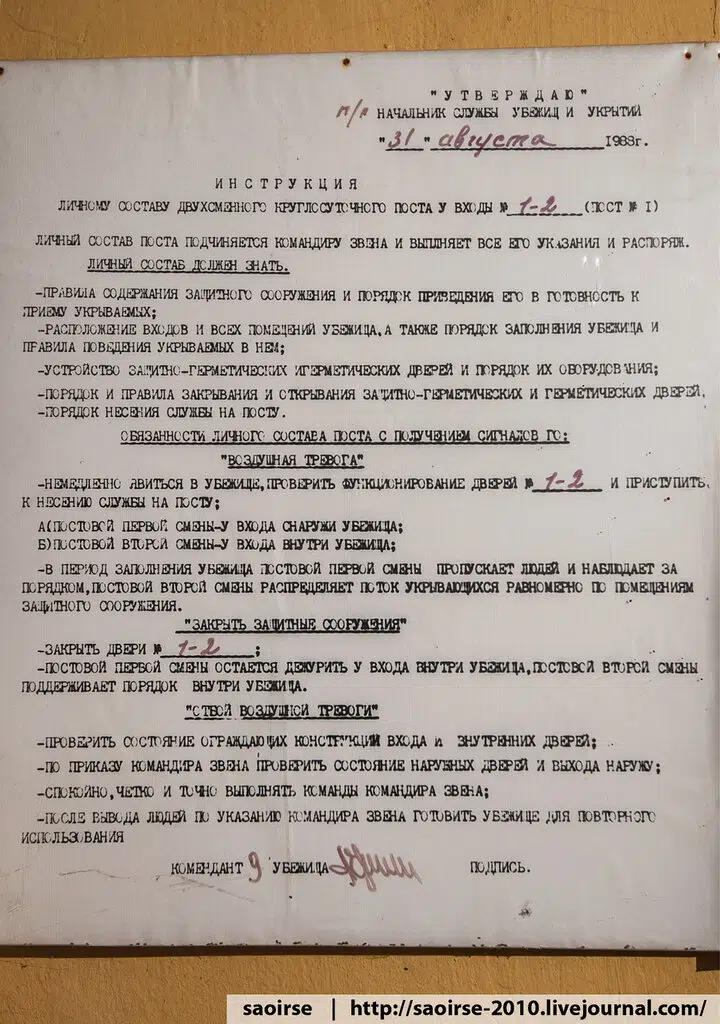 "УТВЕРЖДАЮ"
п/п НАЧАЛЬНИК СЛУЖБЫ УБЕЖИЩ И УКРЫТИЙ
"31" августа 1988г.
ИНСТРУКЦИЯ
ЛИЧНОМУ СОСТАВУ ДВУХСМЕННОГО КРУГЛОСУТОЧНОГО ПОСТА У ВХОДЫ № 1-2 (ПОСТ № I)
ЛИЧНЫЙ СОСТАВ ПОСТА ПОДЧИНЯЕТСЯ КОМАНДИРУ ЗВЕНА И ВЫПЛНЯЕТ ВСЕ ЕГО УКАЗАНИЯ И РАСПОРЯЖ.
ЛИЧНЫЙ СОСТАБ ДОЛЖЕН ЗНАТЬ.
-ПРАВИЛА СОДЕРЖАНИЯ ЗАЩИТНОГО СООРУЖЕНИЯ И ПОРЯДОК ПРИВЕДЕНИЯ ЕГО В ГОТОВНОСТЬ К
ПРИЕМУ УКРЫВАЕМЫХ;
-РАСПОЛОЖЕНИЕ ВХОДОВ И ВСЕХ ПОМЕЩЕНИЙ УБЕЖИЩА,А ТАКЖЕ ПОРЯДОК ЗАПОЛНЕНИЯ УБЕЖИЩА И
ПРАВИЛА ПОВЕДЕНИЯ УКРЫВАЕМЫХ В НЕМ;
-УСТРОЙСТВО ЗАЩИТНО-ГЕРМЕТИЧЕСКИХ ИГЕРМЕТИЧЕСКИХ ДВЕРЕЙ И ПОРЯДОК ИХ ОБОРУДОВАНИЯ;
-ПОРЯДОК И ПРАВИЛА ЗАКРЫВАНИЯ И ОТКРЫВАНИЯ ЗАЩИТНО-ГЕРМЕТИЧЕСКИХ И ГЕРМЕТИЧЕСКИХ ДВЕРЕЙ,
-ПОРЯДОК НЕСЕНИЯ СЛУЖБЫ НА ПОСТУ.
ОБЯЗАННОСТИ ЛИЧНОГО СОСТАВА ПОСТА С ПОЛУЧЕНИЕМ СИГНАЛОВ ГО:
"ВОЗДУШНАЯ ТРЕВОГА"
-НЕМЕДЛЕННО ЯВИТЬСЯ В УБЕЖИЩЕ,ПРОВЕРИТЬ ФУНКЦИОНИРОВАНИЕ ДВЕРЕЙ № 1-2 И ПРИСТУПИТЬ
К НЕСЕНИЮ СЛУЖБЫ НА ПОСТУ;
А(ПОСТОВОЙ ПЕРВОЙ СМЕНЫ-У ВХОДА СНАРУЖИ УБЕЖИЩА;
Б)ПОСТОВОЙ ВТОРОЙ СМЕНЫ-У ВХОДА ВНУТРИ УБЕЖИЩА;
-В ПЕРИОД ЗАПОЛНЕНИЯ УБЕЖИЩА ПОСТОВОЙ ПЕРВОЙ СМЕНЫ ПРОПУСКАЕТ ЛЮДЕЙ И НАБЛЮДАЕТ ЗА
ПОРЯДКОМ,ПОСТОВОЙ ВТОРОЙ СМЕНЫ РАСПРЕДЕЛЯЕТ ПОТОК УКРЫВАЮЩИХСЯ РАВНОМЕРНО ПО ПОМЕЩЕНИЯМ
ЗАЩИТНОГО СООРУЖЕНИЯ.
"ЗАКРЫТЬ ЗАЩИТНЫЕ СООРУЖЕНИЯ"
-ЗАКРЫТЬ ДВЕРИ № 1-2 ;
-ПОСТОВОЙ ПЕРВОЙ СМЕНЫ ОСТАЕТСЯ ДЕЖУРИТЬ У ВХОДА ВНУТРИ УБЕЖИЩА,ПОСТОВОЙ ВТОРОЙ СМЕНЫ
ПОДДЕРЖИВАЕТ ПОРЯДОК ВНУТРИ УБЕЖИЩА.
"ОТБОЙ ВОЗДУШНОЙ ТРЕВОГИ"
-ПРОВЕРИТЬ СОСТОЯНИЕ ОГРАЖДАЮЩИХ КОНСТРУКЦИЙ ВХОДА И ВНУТРЕННИХ ДВЕРЕЙ;
-ПО ПРИКАЗУ КОМАНДИРА ЗВЕНА ПРОВЕРИТЬ СОСТОЯНИЕ НАРУЖНЫХ ДВЕРЕЙ И ВЫХОДА НАРУЖУ;
-СПОКОЙНО,ЧЕТКО И ТОЧНО ВЫПОЛНЯТЬ КОМАНДЫ КОМАНДИРА ЗВЕНА;
-ПОСЛЕ ВЫВОДА ЛЮДЕЙ ПО УКАЗАНИЮ КОМАНДИРА ЗВЕНА ГОТОВИТЬ УБЕЖИЩЕ ДЛЯ ПОВТОРНОГО
ИСПОЛЬЗОВАНИЯ
КОМЕНДАНТ 9 УБЕЖИЩА ПОДПИСЬ.
saoirse | http://saoirse-2010.livejournal.com/